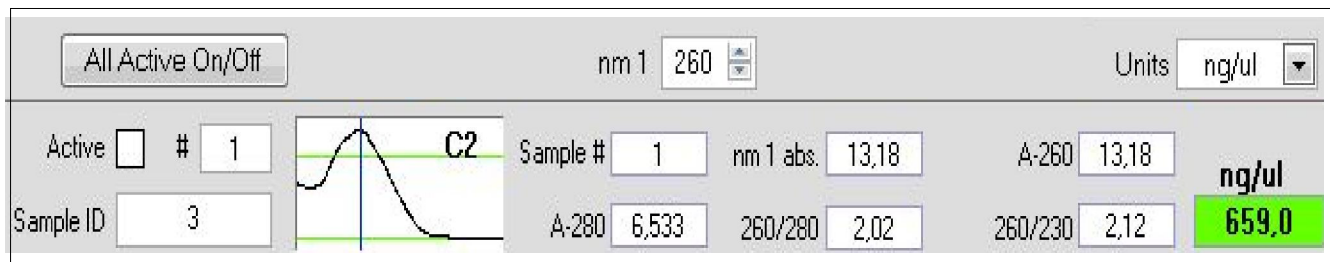 All Active On/Off nm 1 260 Units ng/ul
Active # 1 C2 Sample # 1 nm 1 abs. 13,18 A-260 13,18 ng/ul
Sample ID 3 A-280 6,533 260/280 2,02 260/230 2,12 659,0